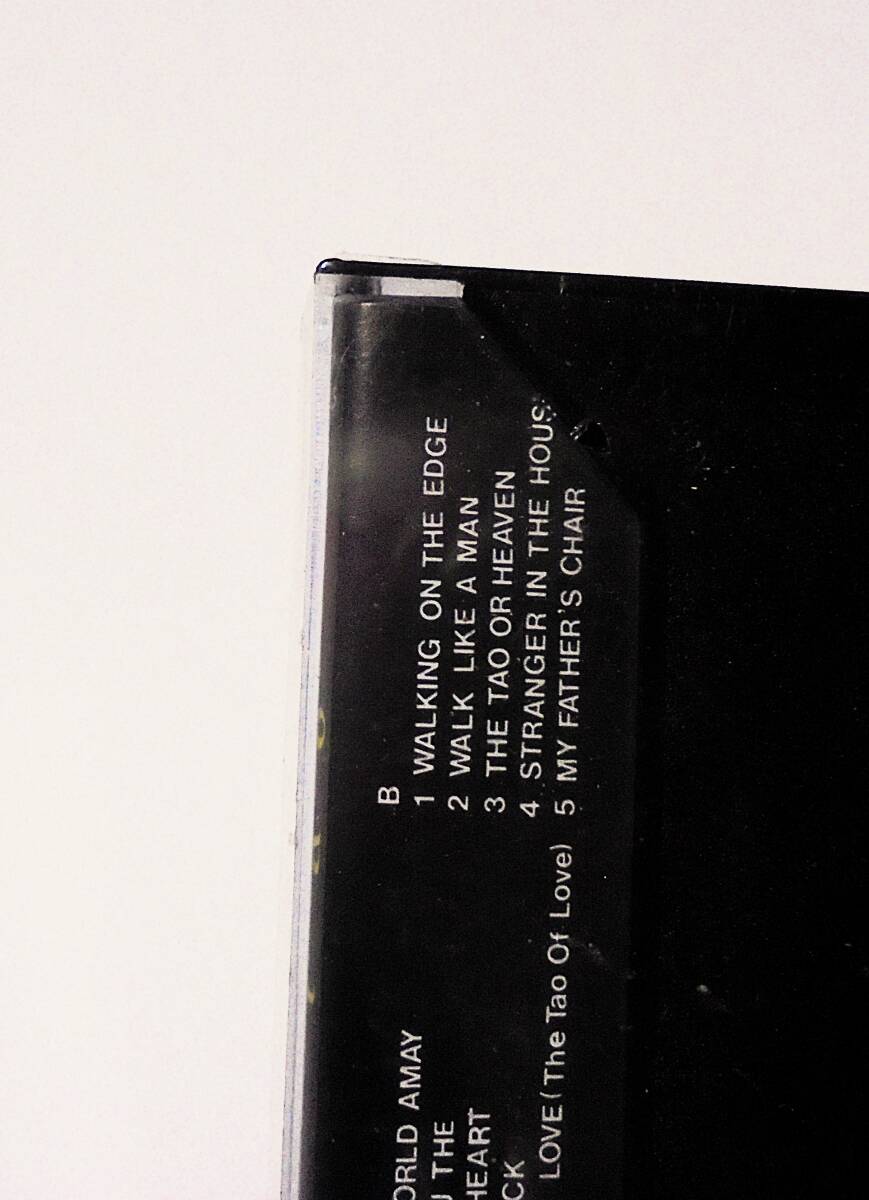 ORLD AMAY
THE
HEART
CK
LOVE (The Tao Of Love)
B
1 WALKING ON THE EDGE
2 WALK LIKE A MAN
3 THE TAO OR HEAVEN
4 STRANGER IN THE HOUS
5 MY FATHER'S CHAIR